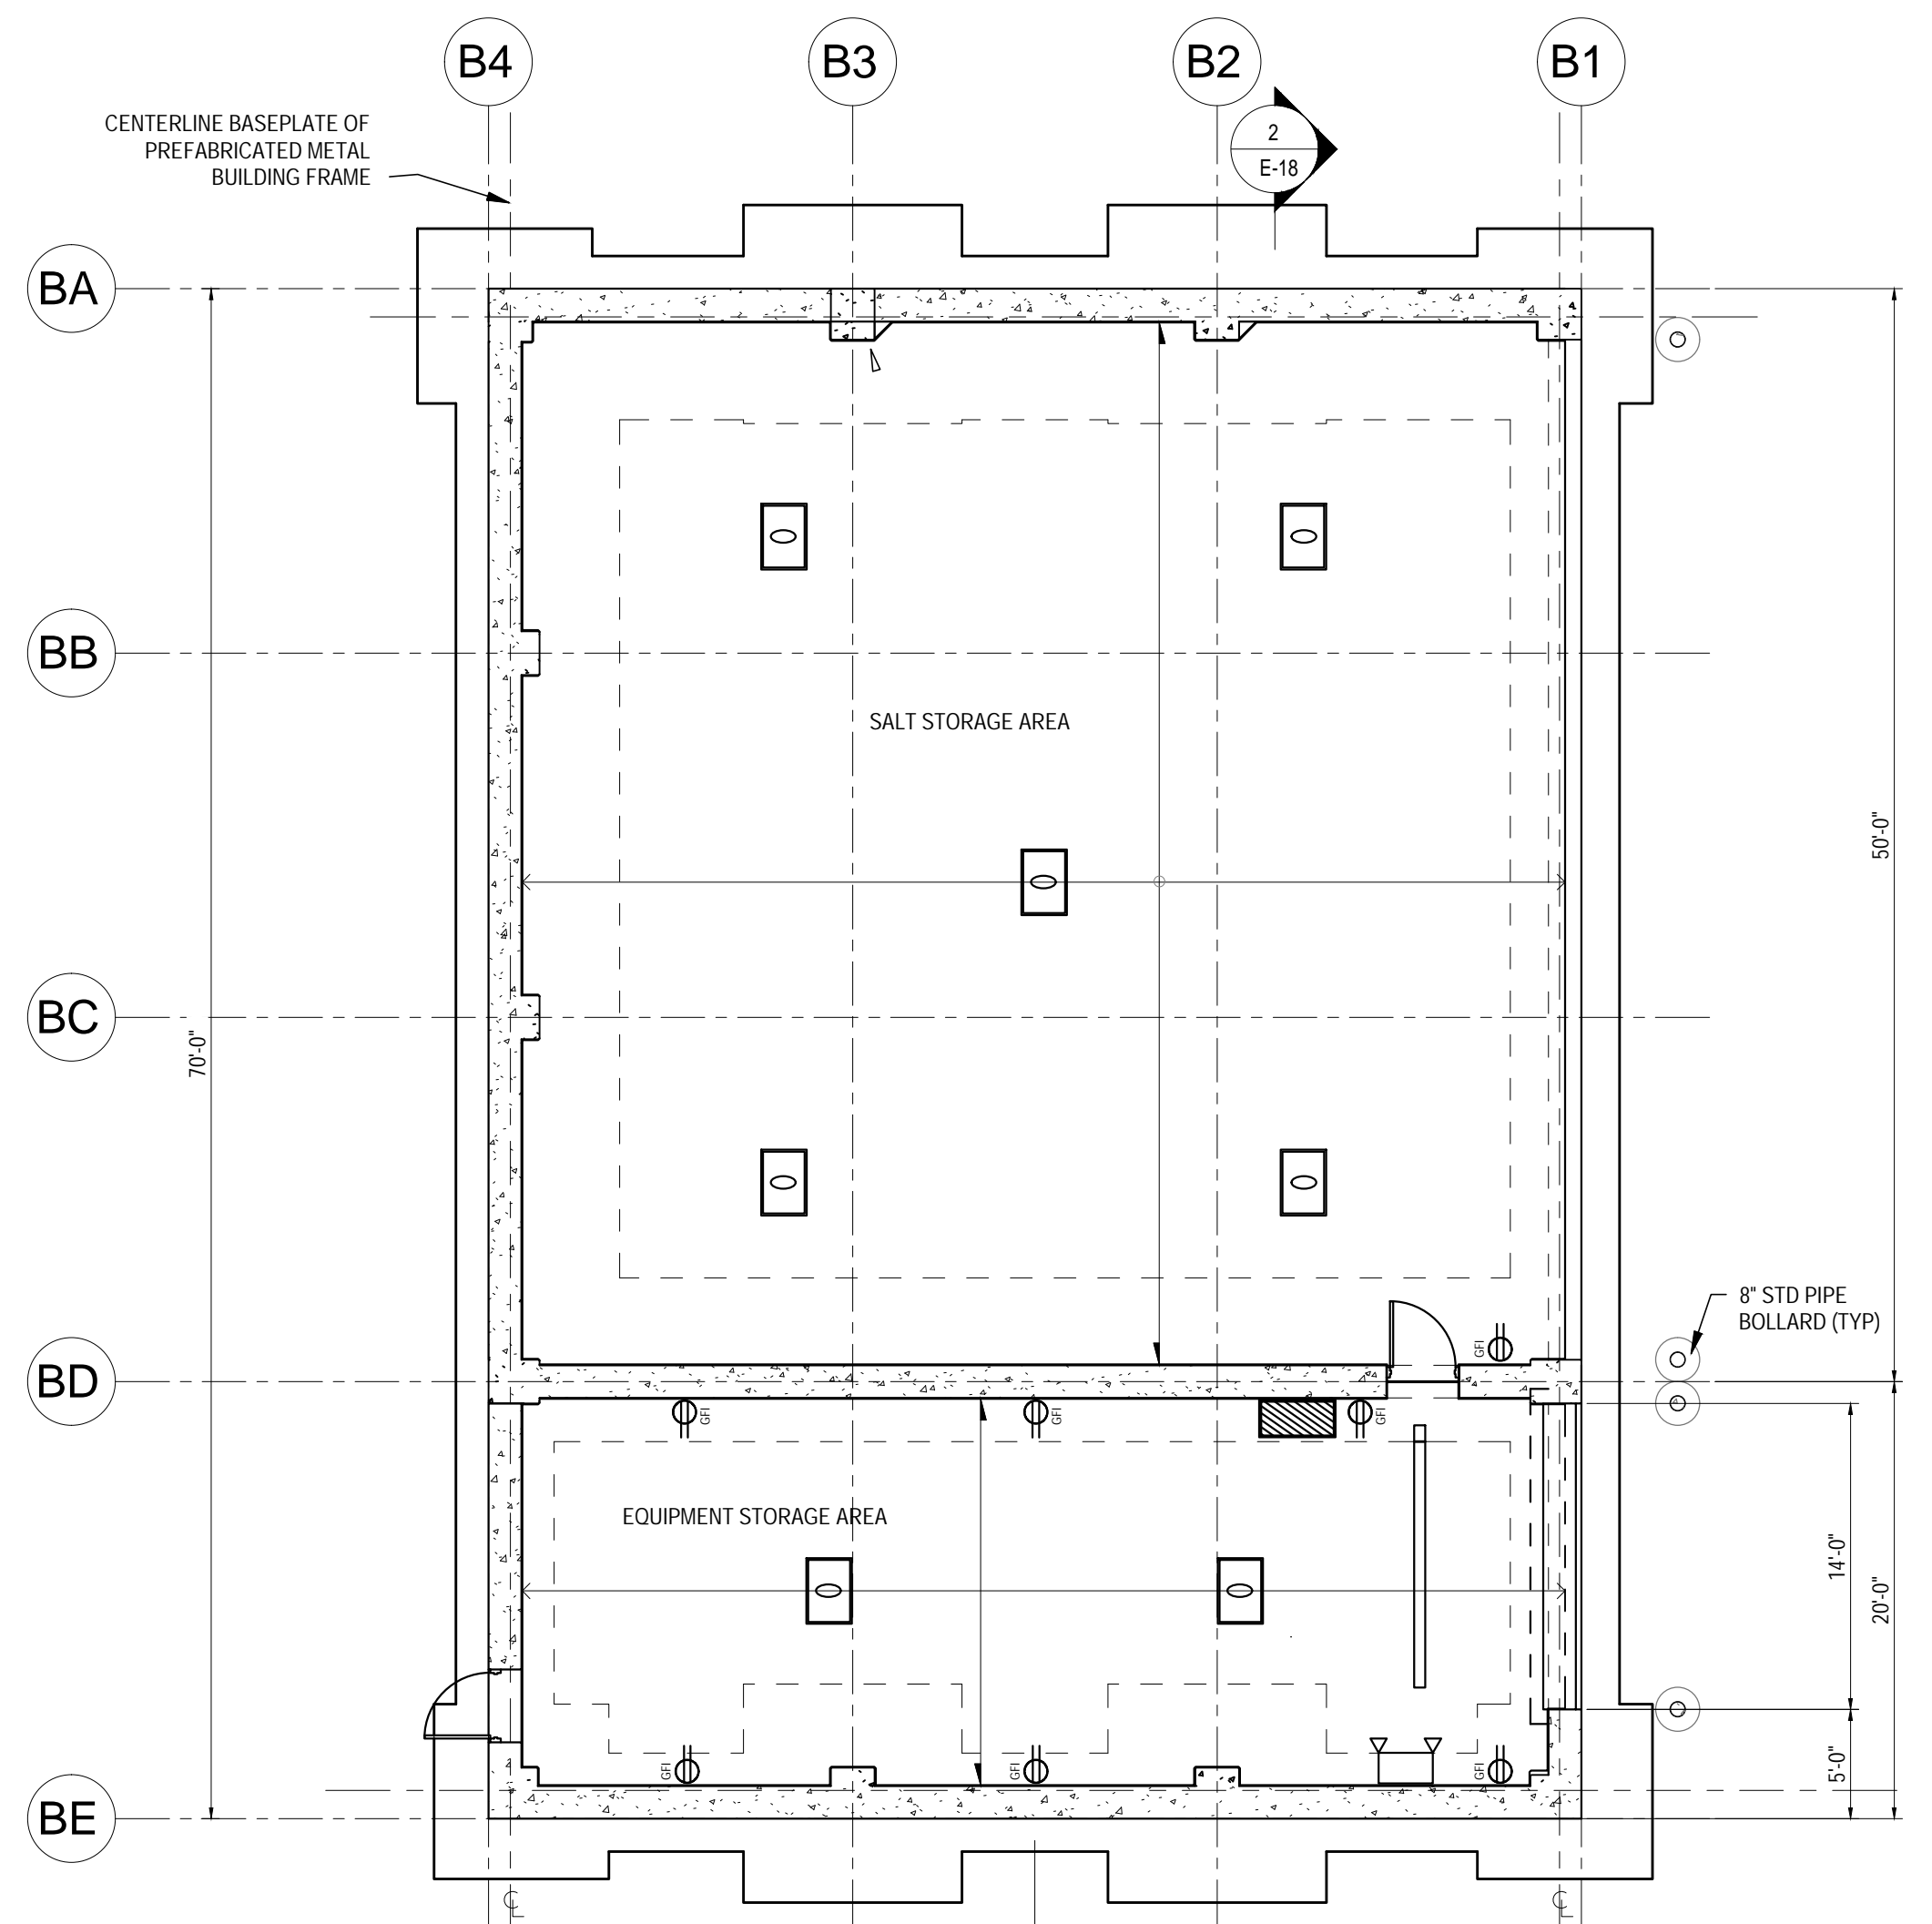 B4
B3
B2
B1
CENTERLINE BASEPLATE OF
PREFABRICATED METAL
BUILDING FRAME
2
E-18
BA
BB
SALT STORAGE AREA
50'-0"
BC
70'-0"
8" STD PIPE
BOLLARD (TYP)
GFI
BD
GFI
GFI
GFI
EQUIPMENT STORAGE AREA
14'-0"
20'-0"
GFI
GFI
GFI
5'-0"
BE
CL
CL